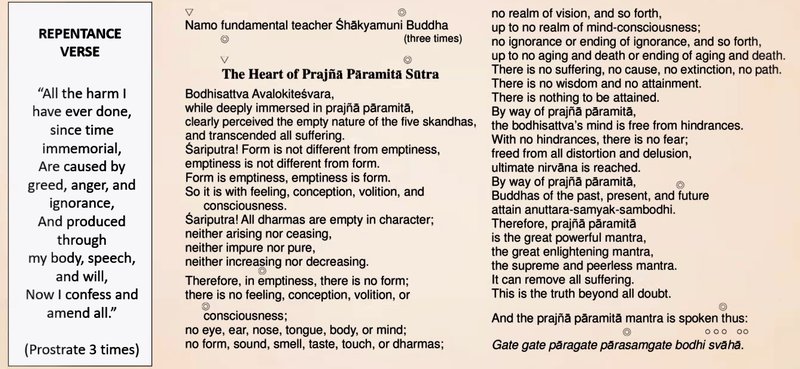 REPENTANCE
VERSE
“All the harm I
have ever done,
since time
immemorial,
Are caused by
greed, anger, and
ignorance,
And produced
through
my body, speech,
and will,
Now I confess and
amend all.”
(Prostrate 3 times)
Namo fundamental teacher Śhākyamuni Buddha
(three times)
The Heart of Prajñā Pāramitā Sūtra
Bodhisattva Avalokiteśvara,
while deeply immersed in prajñā pāramitā,
clearly perceived the empty nature of the five skandhas,
and transcended all suffering.
Śariputra! Form is not different from emptiness,
emptiness is not different from form.
Form is emptiness, emptiness is form.
So it is with feeling, conception, volition, and
consciousness.
Śariputra! All dharmas are empty in character;
neither arising nor ceasing,
neither impure nor pure,
neither increasing nor decreasing.
Therefore, in emptiness, there is no form;
there is no feeling, conception, volition, or
consciousness;
no eye, ear, nose, tongue, body, or mind;
no form, sound, smell, taste, touch, or dharmas;
no realm of vision, and so forth,
up to no realm of mind-consciousness;
no ignorance or ending of ignorance, and so forth,
up to no aging and death or ending of aging and death.
There is no suffering, no cause, no extinction, no path.
There is no wisdom and no attainment.
There is nothing to be attained.
By way of prajñā pāramitā,
the bodhisattva’s mind is free from hindrances.
With no hindrances, there is no fear;
freed from all distortion and delusion,
ultimate nirvāna is reached.
By way of prajñā pāramitā,
Buddhas of the past, present, and future
attain anuttara-samyak-sambodhi.
Therefore, prajñā pāramitā
is the great powerful mantra,
the great enlightening mantra,
the supreme and peerless mantra.
It can remove all suffering.
This is the truth beyond all doubt.
And the prajñā pāramitā mantra is spoken thus:
Gate gate pāragate pārasamgate bodhi svāhā.